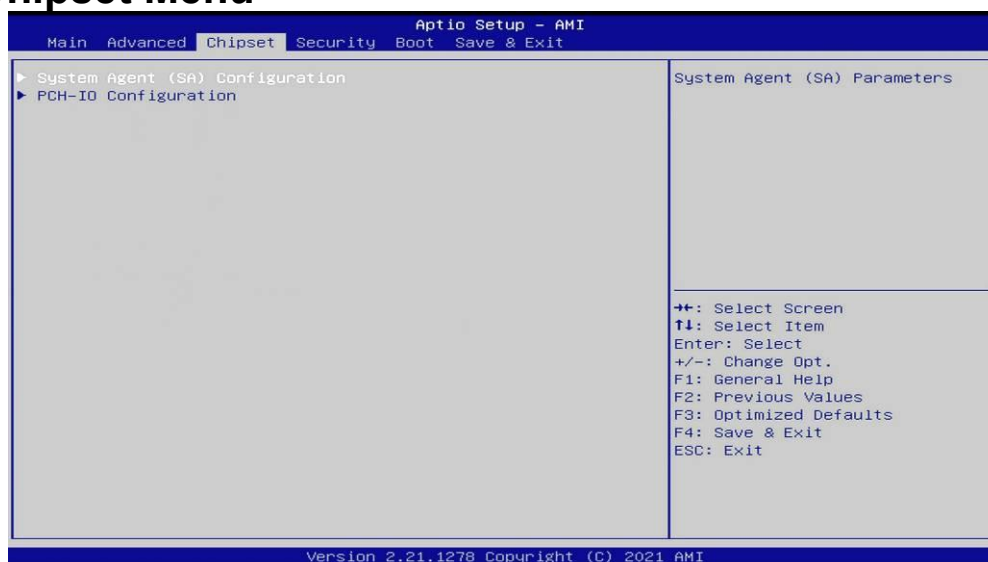 Chipset Menu
Aptio Setup – AMI
Main Advanced Chipset Security Boot Save & Exit
▶ System Agent (SA) Configuration
▶ PCH-IO Configuration
System Agent (SA) Parameters
→←: Select Screen
↑↓: Select Item
Enter: Select
+/-: Change Opt.
F1: General Help
F2: Previous Values
F3: Optimized Defaults
F4: Save & Exit
ESC: Exit
Version 2.21.1278 Copyright (C) 2021 AMI